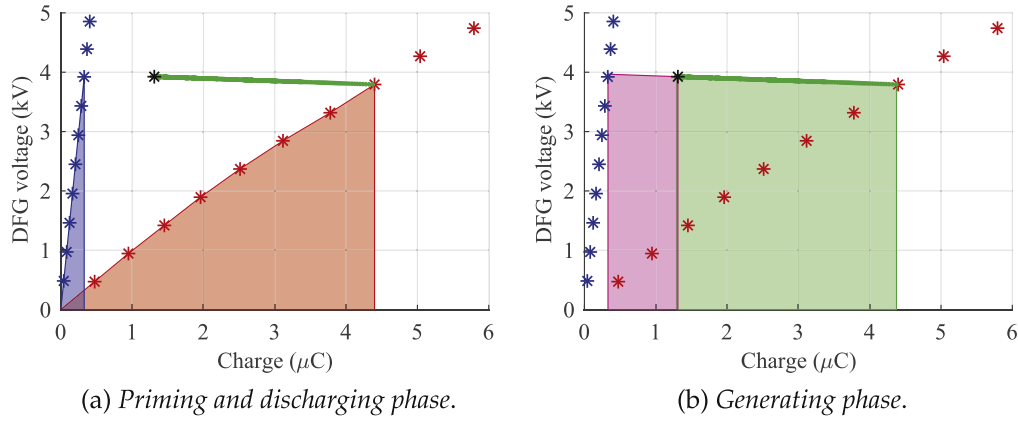 5
4
3
2
1
0
DFG voltage (kV)
0 1 2 3 4 5 6
Charge (μC)
(a) Priming and discharging phase.
5
4
3
2
1
0
DFG voltage (kV)
0 1 2 3 4 5 6
Charge (μC)
(b) Generating phase.